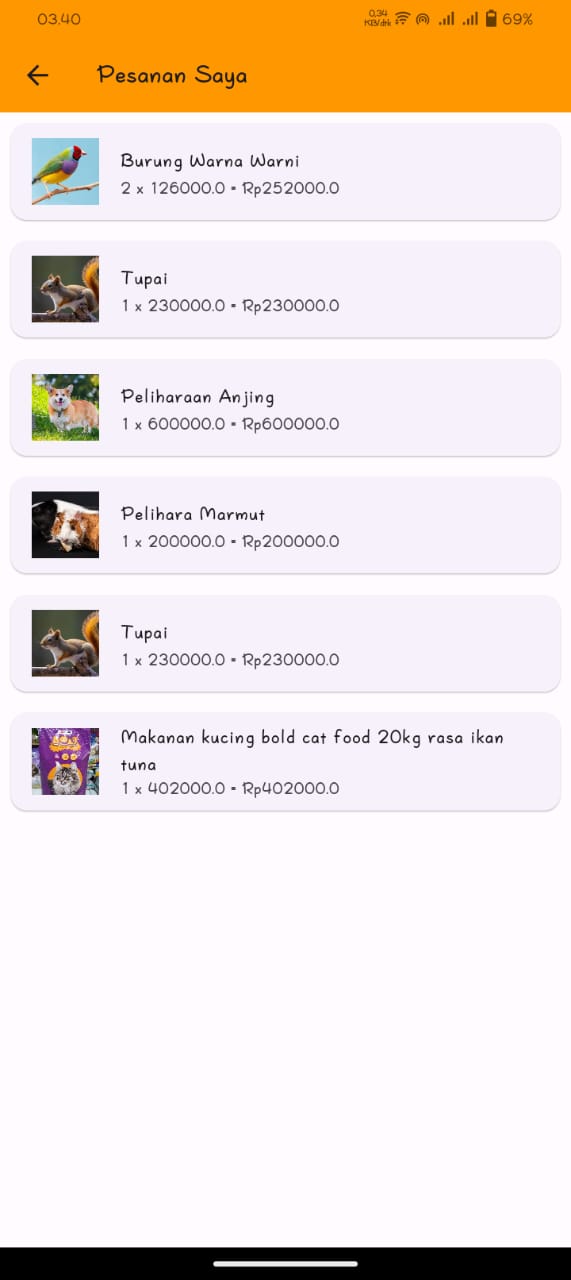 03.40
0,34
KB/dtk
69%
Pesanan Saya
Burung Warna Warni
2 x 126000.0 = Rp252000.0
Tupai
1 x 230000.0 = Rp230000.0
Peliharaan Anjing
1 x 600000.0 = Rp600000.0
Pelihara Marmut
1 x 200000.0 = Rp200000.0
Tupai
1 x 230000.0 = Rp230000.0
Makanan kucing bold cat food 20kg rasa ikan
tuna
1 x 402000.0 = Rp402000.0